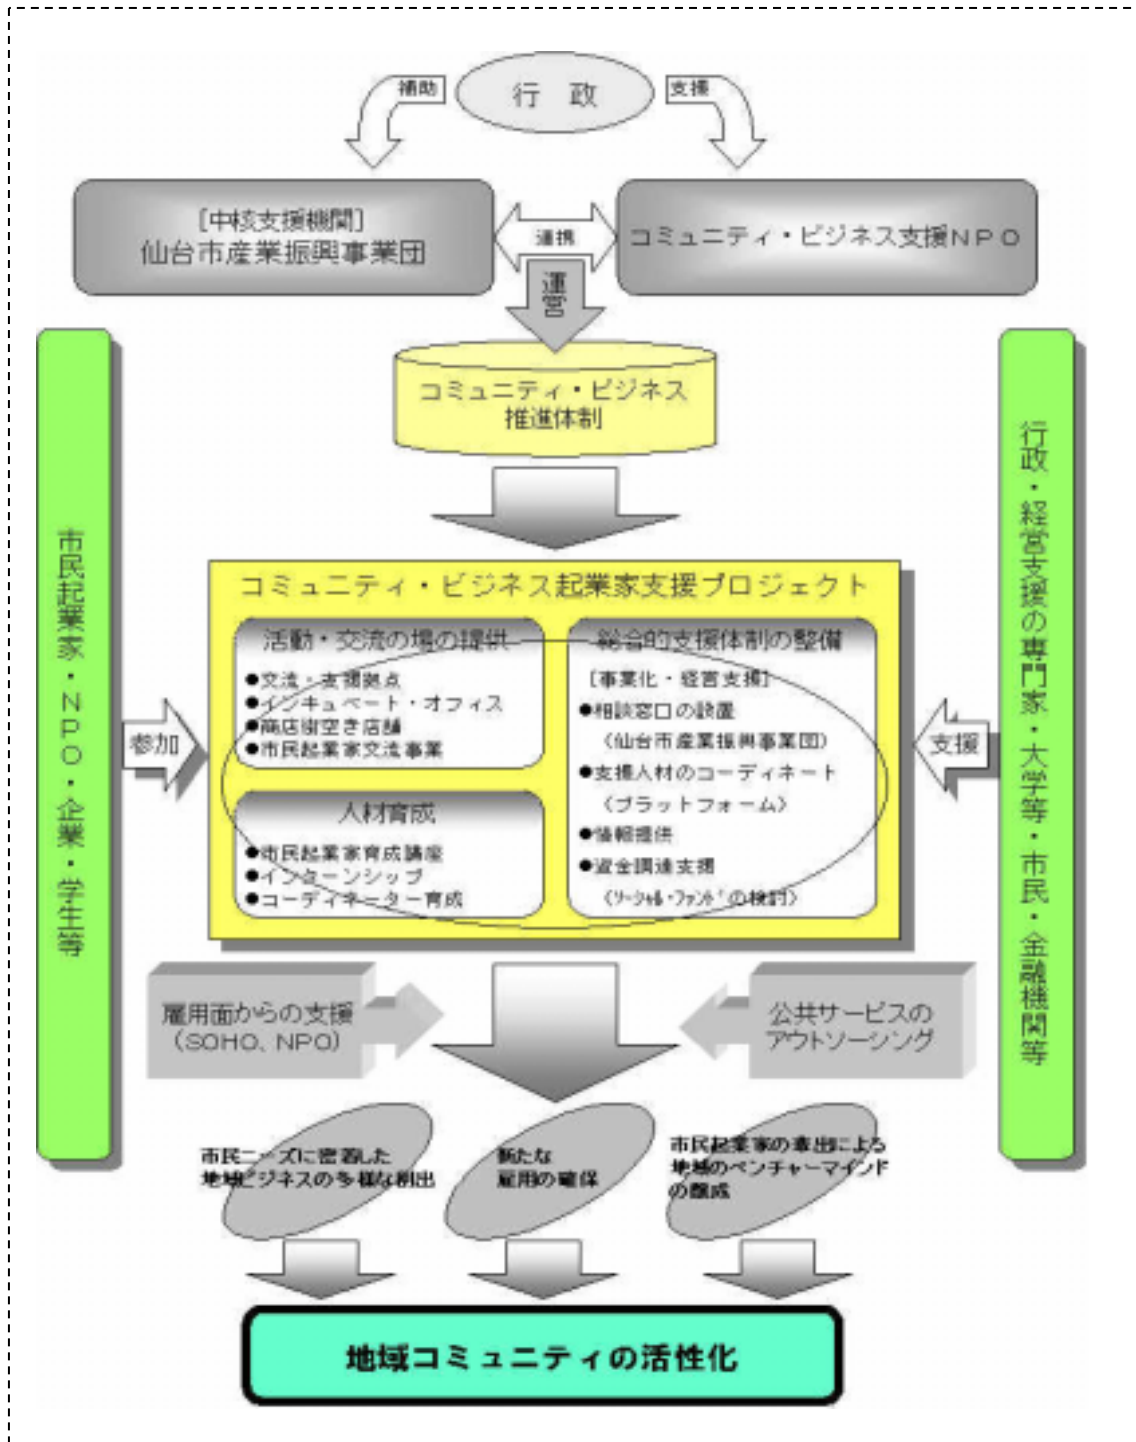 行　政
補助
支援
[中核支援機関]
仙台市産業振興事業団
連携
コミュニティ・ビジネス支援ＮＰＯ
運営
コミュニティ・ビジネス
推進体制
市民起業家・ＮＰＯ・企業・学生等
参加
コミュニティ・ビジネス起業家支援プロジェクト
活動・交流の場の提供
●交流・支援拠点
●インキュベート・オフィス
●商店街空き店舗
●市民起業家交流事業
人材育成
●市民起業家育成講座
●インターンシップ
●コーディネーター育成
総合的支援体制の整備
[事業化・経営支援]
●相談窓口の設置
（仙台市産業振興事業団）
●支援人材のコーディネート
（プラットフォーム）
●情報提供
●資金調達支援
（ｿｰｼｬﾙ・ﾌｧﾝﾄﾞの検討）
支援
行政・経営支援の専門家・大学等・市民・金融機関等
雇用面からの支援
（SOHO、NPO）
公共サービスの
アウトソーシング
市民ニーズに密着した
地域ビジネスの多様な創出
新たな
雇用の確保
市民起業家の輩出による
地域のベンチャーマインド
の醸成
地域コミュニティの活性化